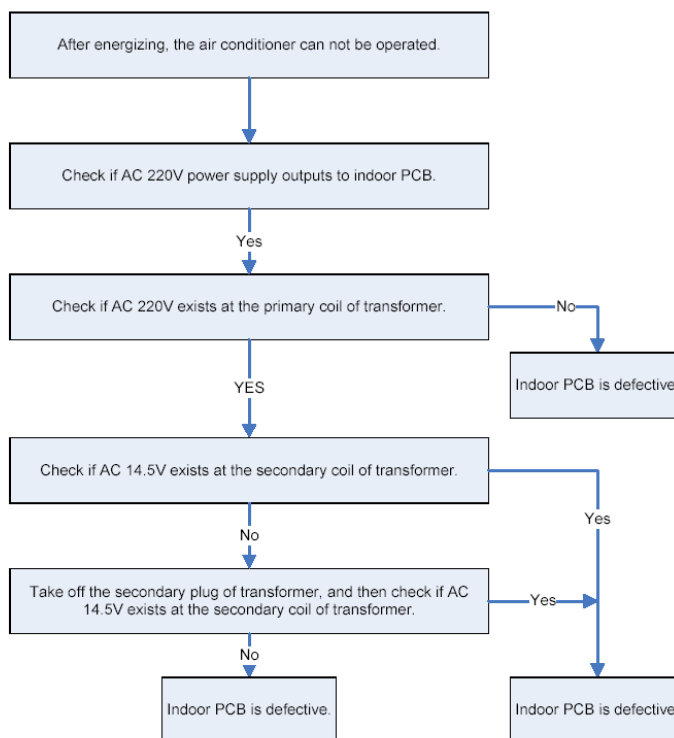 After energizing, the air conditioner can not be operated.
Check if AC 220V power supply outputs to indoor PCB.
Yes
Check if AC 220V exists at the primary coil of transformer.
No
Indoor PCB is defective
YES
Check if AC 14.5V exists at the secondary coil of transformer.
Yes
No
Take off the secondary plug of transformer, and then check if AC
14.5V exists at the secondary coil of transformer.
Yes
No
Indoor PCB is defective.
Indoor PCB is defective